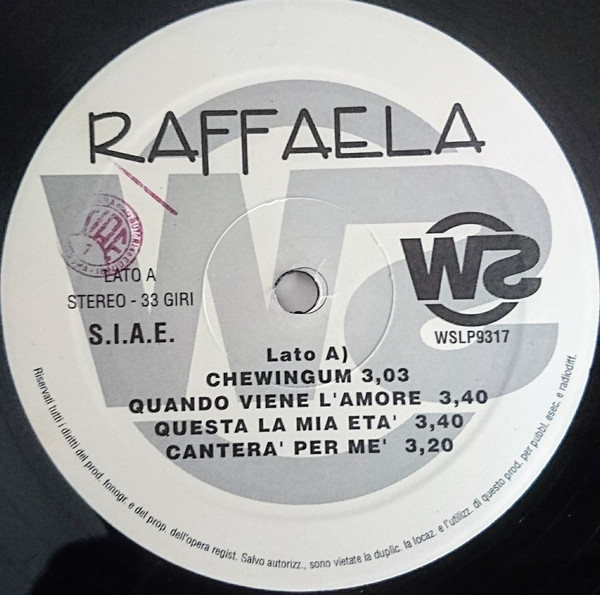 RAFFAELA
WS
LATO A
STEREO - 33 GIRI
S.I.A.E.
WSLP9317
Lato A)
CHEWINGUM 3,03
QUANDO VIENE L'AMORE 3,40
QUESTA LA MIA ETA' 3,40
CANTERA' PER ME' 3,20
Riservati tutti i diritti del prod. fonogr. e del prop. dell'opera regist. Salvo autorizz., sono vietate la duplic. la locaz. e l'utilizz. di questo prod. per pubbl. esec. e radiodiff.